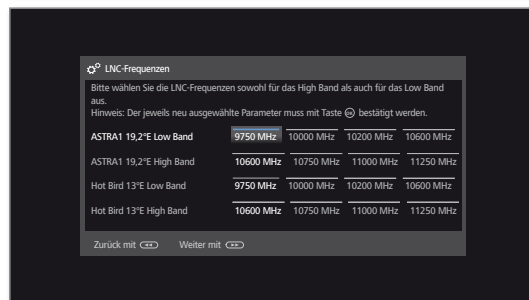 LNC-Frequenzen
Bitte wählen Sie die LNC-Frequenzen sowohl für das High Band als auch für das Low Band
aus.
Hinweis: Der jeweils neu ausgewählte Parameter muss mit Taste OK bestätigt werden.
ASTRA1 19,2°E Low Band 9750 MHz 10000 MHz 10200 MHz 10600 MHz
ASTRA1 19,2°E High Band 10600 MHz 10750 MHz 11000 MHz 11250 MHz
Hot Bird 13°E Low Band 9750 MHz 10000 MHz 10200 MHz 10600 MHz
Hot Bird 13°E High Band 10600 MHz 10750 MHz 11000 MHz 11250 MHz
Zurück mit Weiter mit